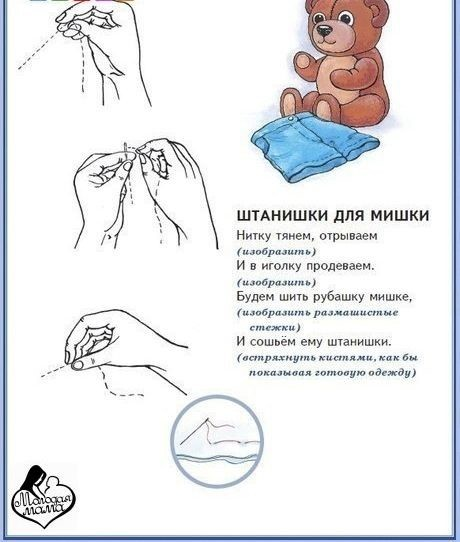 ШТАНИШКИ ДЛЯ МИШКИ
Нитку тянем, отрываем
(изобразить)
И в иголку продеваем.
(изобразить)
Будем шить рубашку мишке,
(изобразить размашистые
стежки)
И сошьём ему штанишки.
(встряхнуть кистями, как бы
показывая готовую одежду)
Молодая
мама